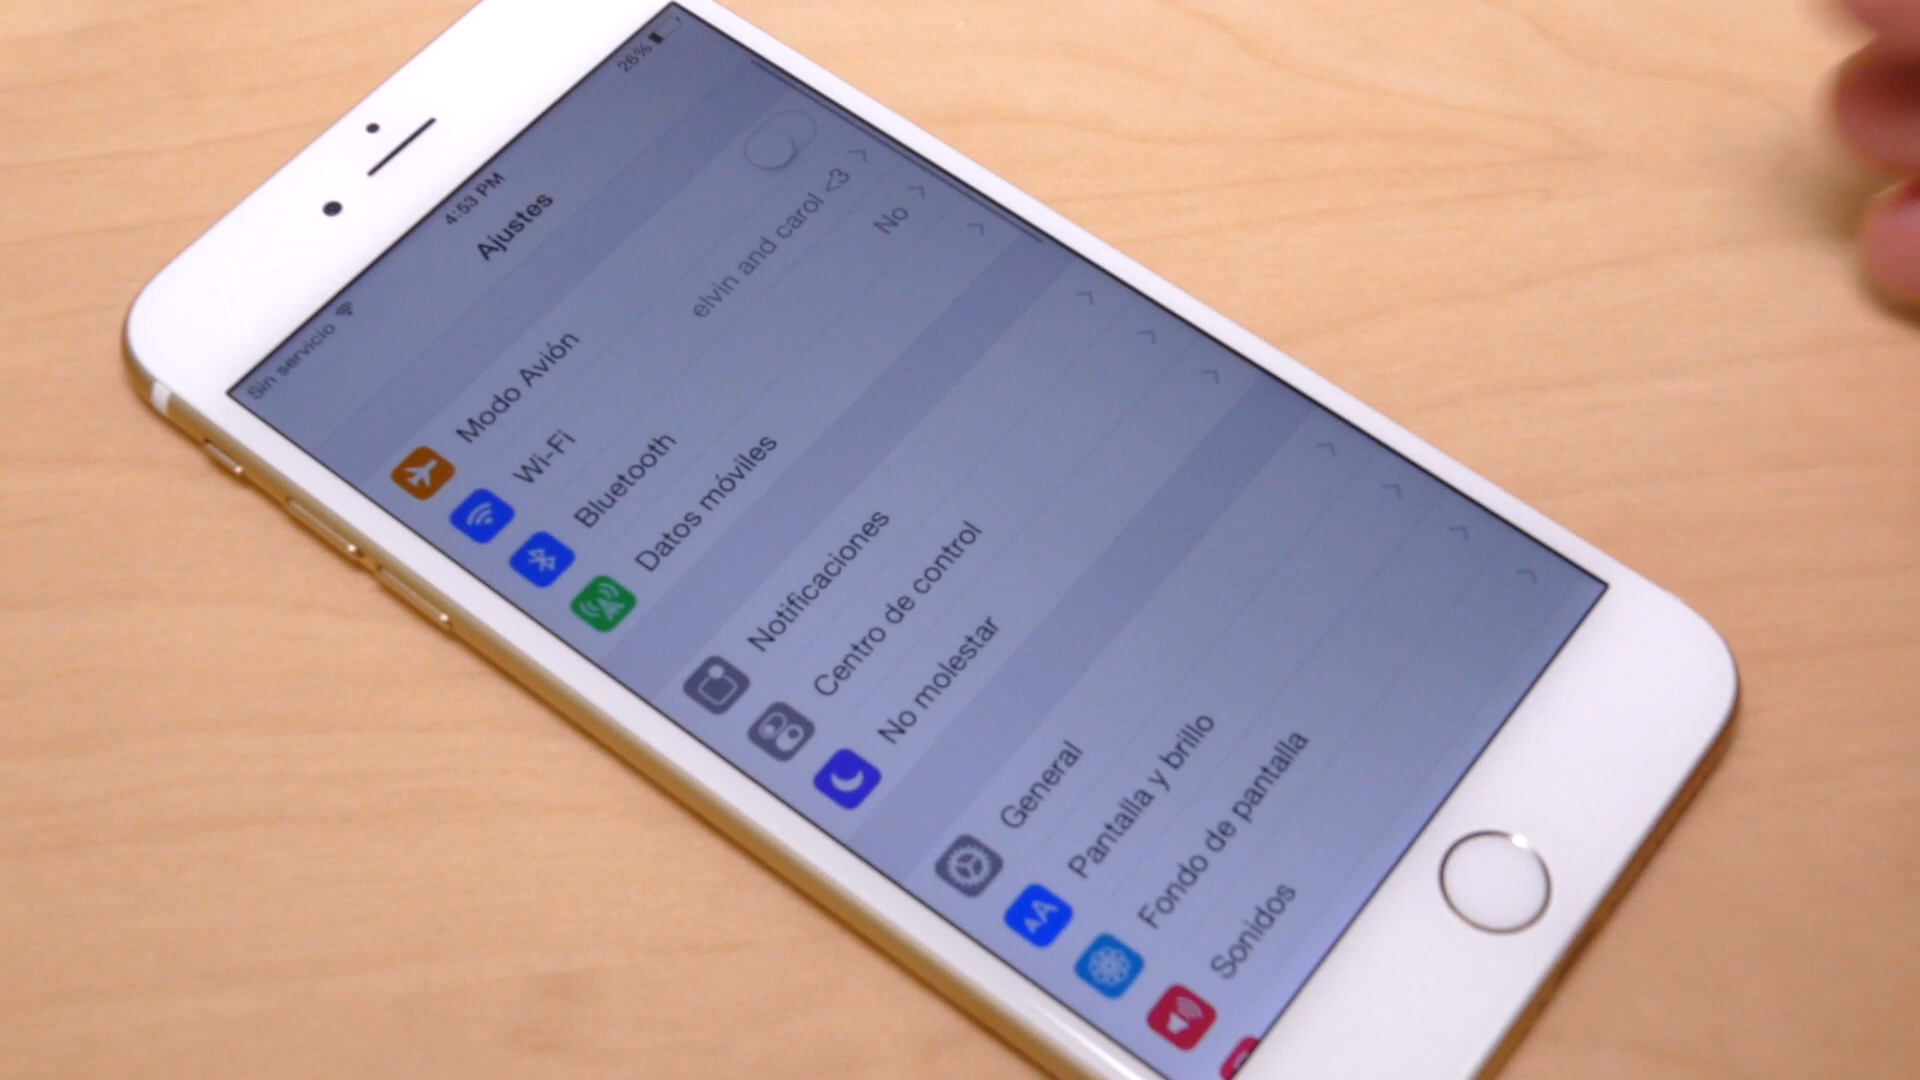 Sin servicio 4:53 PM 26%
Ajustes
Modo Avión
Wi-Fi elvin and carol <3
Bluetooth No
Datos móviles
Notificaciones
Centro de control
No molestar
General
AA Pantalla y brillo
Fondo de pantalla
Sonidos